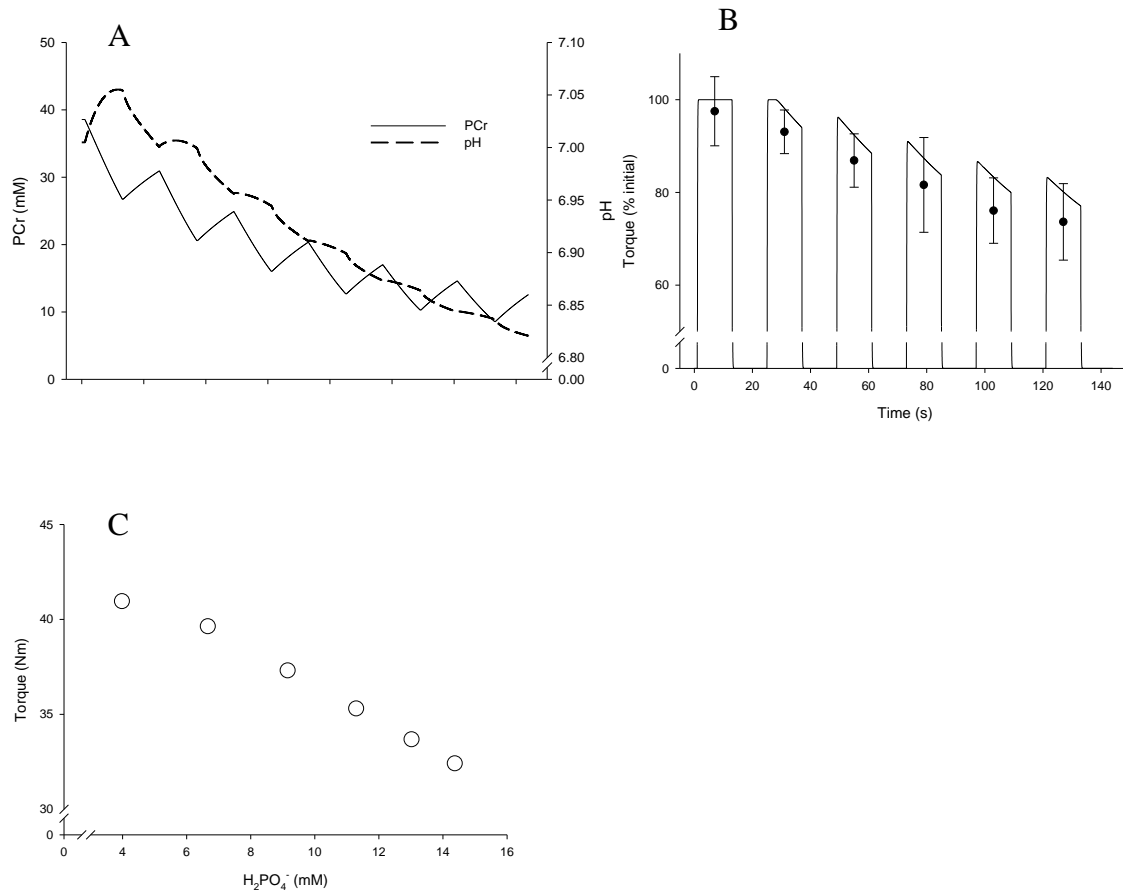 A
50
40
30
20
10
0
PCr (mM)
7.10
7.05
7.00
6.95
6.90
6.85
6.80
0.00
pH
PCr
pH
B
100
80
60
0
Torque (% initial)
0 20 40 60 80 100 120 140
Time (s)
C
45
40
35
30
0
Torque (Nm)
0 4 6 8 10 12 14 16
H₂PO₄⁻ (mM)